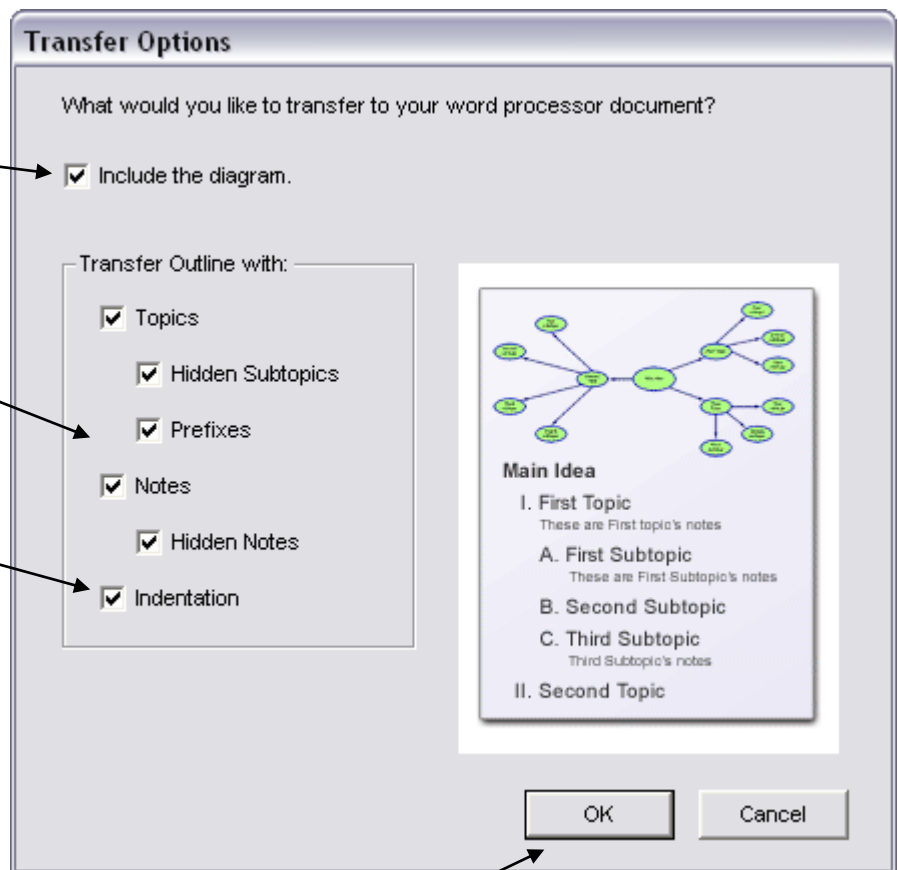 Transfer Options
What would you like to transfer to your word processor document?
Include the diagram.
Transfer Outline with:
Topics
Hidden Subtopics
Prefixes
Notes
Hidden Notes
Indentation
Main Idea
I. First Topic
These are First topic's notes
A. First Subtopic
These are First Subtopic's notes
B. Second Subtopic
C. Third Subtopic
Third Subtopic's notes
II. Second Topic
OK
Cancel